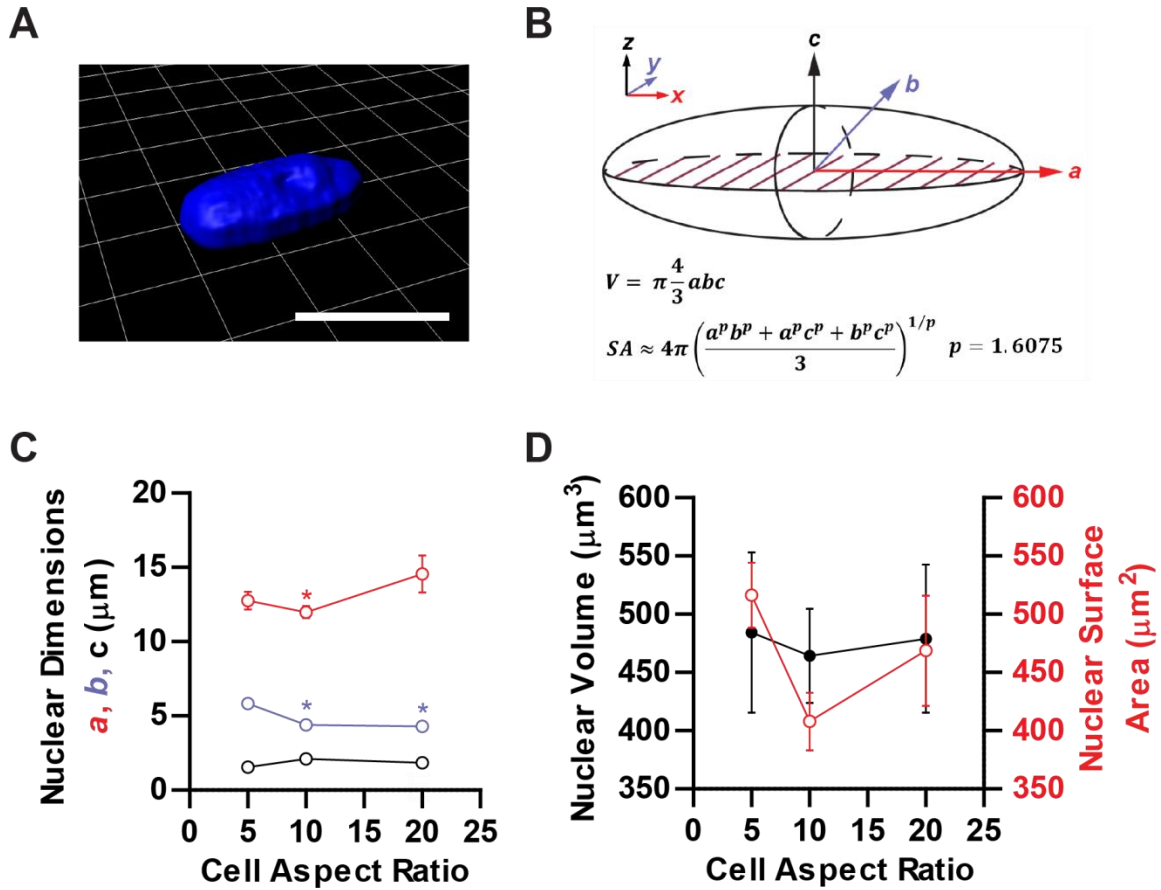 A
B
z
y
x
c
b
a
V = π 4/3 abc
SA ≈ 4π((a^p b^p + a^p c^p + b^p c^p)/3)^{1/p} p = 1.6075
C
Nuclear Dimensions
a, b, c (μm)
20
15
10
5
0
*
*
*
0 5 10 15 20 25
Cell Aspect Ratio
D
Nuclear Volume (μm³)
600
550
500
450
400
350
0 5 10 15 20 25
Cell Aspect Ratio
600
550
500
450
400
350
Nuclear Surface
Area (μm²)